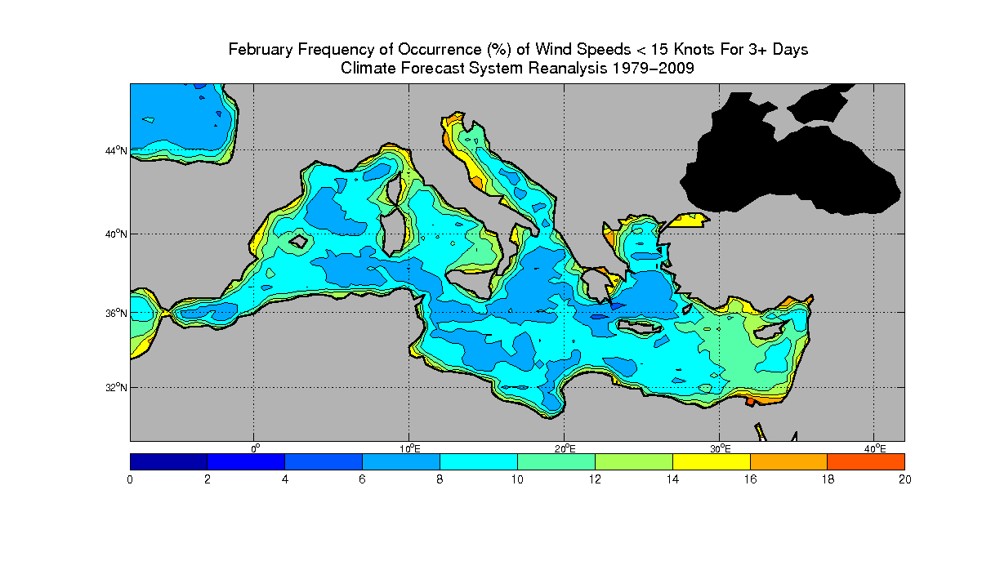 February Frequency of Occurrence (%) of Wind Speeds < 15 Knots For 3+ Days
Climate Forecast System Reanalysis 1979−2009
44°N
40°N
36°N
32°N
0° 10°E 20°E 30°E 40°E
0 2 4 6 8 10 12 14 16 18 20